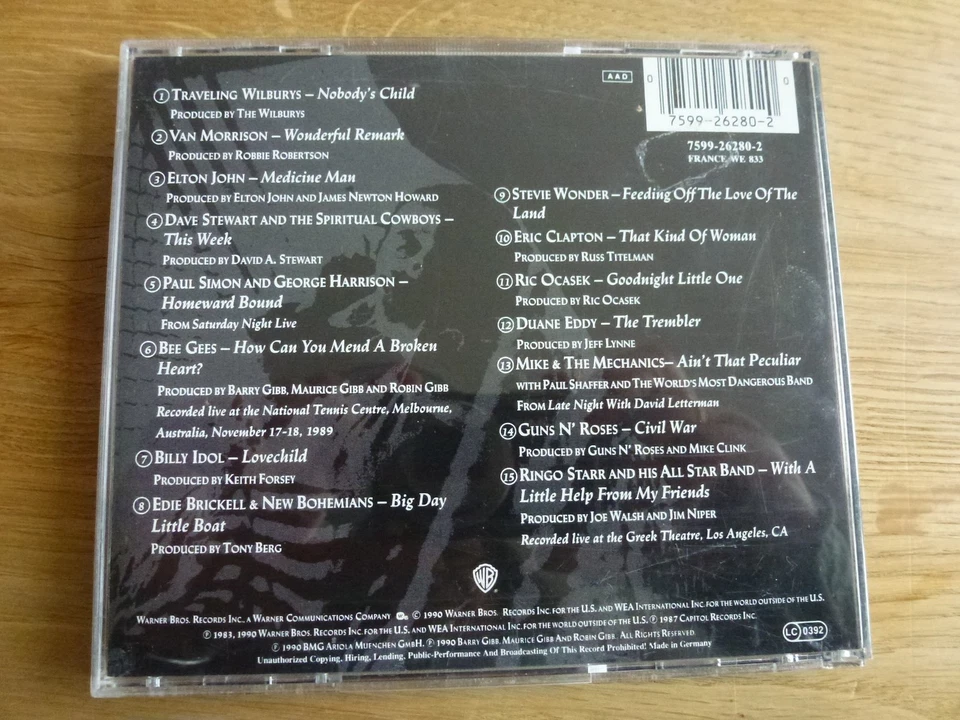 AAD
0 0
7599-26280-2
7599-26280-2
FRANCE WE 833
1 TRAVELING WILBURYS – Nobody's Child
PRODUCED BY THE WILBURYS
2 VAN MORRISON – Wonderful Remark
PRODUCED BY ROBBIE ROBERTSON
3 ELTON JOHN – Medicine Man
PRODUCED BY ELTON JOHN AND JAMES NEWTON HOWARD
4 DAVE STEWART AND THE SPIRITUAL COWBOYS –
This Week
PRODUCED BY DAVID A. STEWART
5 PAUL SIMON AND GEORGE HARRISON –
Homeward Bound
FROM Saturday Night Live
6 BEE GEES – How Can You Mend A Broken
Heart?
PRODUCED BY BARRY GIBB, MAURICE GIBB AND ROBIN GIBB
Recorded live at the National Tennis Centre, Melbourne,
Australia, November 17-18, 1989
7 BILLY IDOL – Lovechild
PRODUCED BY KEITH FORSEY
8 EDIE BRICKELL & NEW BOHEMIANS – Big Day
Little Boat
PRODUCED BY TONY BERG
9 STEVIE WONDER – Feeding Off The Love Of The
Land
10 ERIC CLAPTON – That Kind Of Woman
PRODUCED BY RUSS TITELMAN
11 RIC OCASEK – Goodnight Little One
PRODUCED BY RIC OCASEK
12 DUANE EDDY – The Trembler
PRODUCED BY JEFF LYNNE
13 MIKE & THE MECHANICS – Ain't That Peculiar
WITH PAUL SHAFFER AND THE WORLD'S MOST DANGEROUS BAND
FROM Late Night With David Letterman
14 GUNS N' ROSES – Civil War
PRODUCED BY GUNS N' ROSES AND MIKE CLINK
15 RINGO STARR AND HIS ALL STAR BAND – With A
Little Help From My Friends
PRODUCED BY JOE WALSH AND JIM NIPER
Recorded live at the Greek Theatre, Los Angeles, CA
WB
WARNER BROS. RECORDS INC., A WARNER COMMUNICATIONS COMPANY © 1990 WARNER BROS. RECORDS INC. FOR THE U.S. AND WEA INTERNATIONAL INC. FOR THE WORLD OUTSIDE OF THE U.S.
℗ 1983, 1990 WARNER BROS. RECORDS INC. FOR THE U.S. AND WEA INTERNATIONAL INC. FOR THE WORLD OUTSIDE OF THE U.S. ℗ 1987 CAPITOL RECORDS INC.
℗ 1990 BMG ARIOLA MUENCHEN GMBH. ℗ 1990 BARRY GIBB, MAURICE GIBB AND ROBIN GIBB. ALL RIGHTS RESERVED.
Unauthorized Copying, Hiring, Lending, Public-Performance And Broadcasting Of This Record Prohibited! Made in Germany
LC 0392